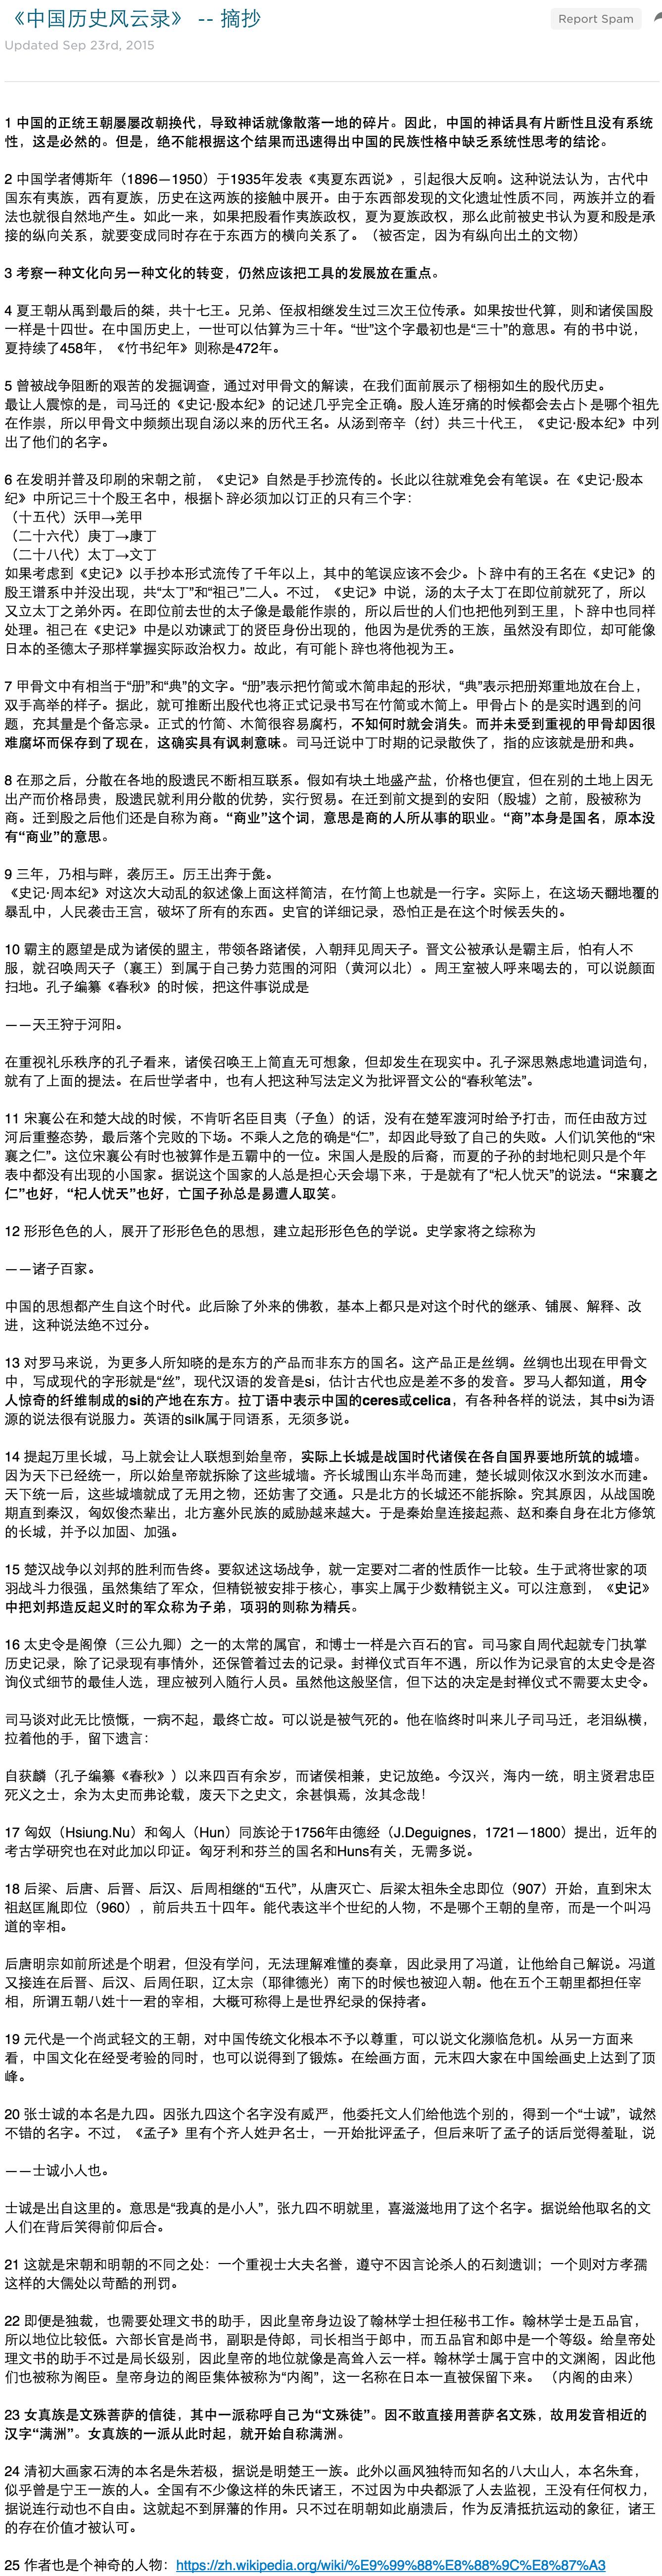 《中国历史风云录》 -- 摘抄
Report Spam
Updated Sep 23rd, 2015
1 中国的正统王朝屡屡改朝换代，导致神话就像散落一地的碎片。因此，中国的神话具有片断性且没有系统
性，这是必然的。但是，绝不能根据这个结果而迅速得出中国的民族性格中缺乏系统性思考的结论。
2 中国学者傅斯年（1896—1950）于1935年发表《夷夏东西说》，引起很大反响。这种说法认为，古代中
国东有夷族，西有夏族，历史在这两族的接触中展开。由于东西部发现的文化遗址性质不同，两族并立的看
法也就很自然地产生。如此一来，如果把殷看作夷族政权，夏为夏族政权，那么此前被史书认为夏和殷是承
接的纵向关系，就要变成同时存在于东西方的横向关系了。（被否定，因为有纵向出土的文物）
3 考察一种文化向另一种文化的转变，仍然应该把工具的发展放在重点。
4 夏王朝从禹到最后的桀，共十七王。兄弟、侄叔相继发生过三次王位传承。如果按世代算，则和诸侯国殷
一样是十四世。在中国历史上，一世可以估算为三十年。“世”这个字最初也是“三十”的意思。有的书中说，
夏持续了458年，《竹书纪年》则称是472年。
5 曾被战争阻断的艰苦的发掘调查，通过对甲骨文的解读，在我们面前展示了栩栩如生的殷代历史。
最让人震惊的是，司马迁的《史记·殷本纪》的记述几乎完全正确。殷人连牙痛的时候都会去占卜是哪个祖先
在作祟，所以甲骨文中频频出现自汤以来的历代王名。从汤到帝辛（纣）共三十代王，《史记·殷本纪》中列
出了他们的名字。
6 在发明并普及印刷的宋朝之前，《史记》自然是手抄流传的。长此以往就难免会有笔误。在《史记·殷本
纪》中所记三十个殷王名中，根据卜辞必须加以订正的只有三个字：
（十五代）沃甲→羌甲
（二十六代）庚丁→康丁
（二十八代）太丁→文丁
如果考虑到《史记》以手抄本形式流传了千年以上，其中的笔误应该不会少。卜辞中有的王名在《史记》的
殷王谱系中并没出现，共“太丁”和“祖己”二人。不过，《史记》中说，汤的太子太丁在即位前就死了，所以
又立太丁之弟外丙。在即位前去世的太子像是最能作祟的，所以后世的人们也把他列到王里，卜辞中也同样
处理。祖己在《史记》中是以劝谏武丁的贤臣身份出现的，他因为是优秀的王族，虽然没有即位，却可能像
日本的圣德太子那样掌握实际政治权力。故此，有可能卜辞也将他视为王。
7 甲骨文中有相当于“册”和“典”的文字。“册”表示把竹简或木简串起的形状，“典”表示把册郑重地放在台上，
双手高举的样子。据此，就可推断出殷代也将正式记录书写在竹简或木简上。甲骨占卜的是实时遇到的问
题，充其量是个备忘录。正式的竹简、木简很容易腐朽，不知何时就会消失。而并未受到重视的甲骨却因很
难腐坏而保存到了现在，这确实具有讽刺意味。司马迁说中丁时期的记录散佚了，指的应该就是册和典。
8 在那之后，分散在各地的殷遗民不断相互联系。假如有块土地盛产盐，价格也便宜，但在别的土地上因无
出产而价格昂贵，殷遗民就利用分散的优势，实行贸易。在迁到前文提到的安阳（殷墟）之前，殷被称为
商。迁到殷之后他们还是自称为商。“商业”这个词，意思是商的人所从事的职业。“商”本身是国名，原本没
有“商业”的意思。
9 三年，乃相与畔，袭厉王。厉王出奔于彘。
《史记·周本纪》对这次大动乱的叙述像上面这样简洁，在竹简上也就是一行字。实际上，在这场天翻地覆的
暴乱中，人民袭击王宫，破坏了所有的东西。史官的详细记录，恐怕正是在这个时候丢失的。
10 霸主的愿望是成为诸侯的盟主，带领各路诸侯，入朝拜见周天子。晋文公被承认是霸主后，怕有人不
服，就召唤周天子（襄王）到属于自己势力范围的河阳（黄河以北）。周王室被人呼来喝去的，可以说颜面
扫地。孔子编纂《春秋》的时候，把这件事说成是
——天王狩于河阳。
在重视礼乐秩序的孔子看来，诸侯召唤王上简直无可想象，但却发生在现实中。孔子深思熟虑地遣词造句，
就有了上面的提法。在后世学者中，也有人把这种写法定义为批评晋文公的“春秋笔法”。
11 宋襄公在和楚大战的时候，不肯听名臣目夷（子鱼）的话，没有在楚军渡河时给予打击，而任由敌方过
河后重整态势，最后落个完败的下场。不乘人之危的确是“仁”，却因此导致了自己的失败。人们讥笑他的“宋
襄之仁”。这位宋襄公有时也被算作是五霸中的一位。宋国人是殷的后裔，而夏的子孙的封地杞则只是个年
表中都没有出现的小国家。据说这个国家的人总是担心天会塌下来，于是就有了“杞人忧天”的说法。“宋襄之
仁”也好，“杞人忧天”也好，亡国子孙总是易遭人取笑。
12 形形色色的人，展开了形形色色的思想，建立起形形色色的学说。史学家将之综称为
——诸子百家。
中国的思想都产生自这个时代。此后除了外来的佛教，基本上都只是对这个时代的继承、铺展、解释、改
进，这种说法绝不过分。
13 对罗马来说，为更多人所知晓的是东方的产品而非东方的国名。这产品正是丝绸。丝绸也出现在甲骨文
中，写成现代的字形就是“丝”，现代汉语的发音是si，估计古代也应是差不多的发音。罗马人都知道，用令
人惊奇的纤维制成的si的产地在东方。拉丁语中表示中国的ceres或celica，有各种各样的说法，其中si为语
源的说法很有说服力。英语的silk属于同语系，无须多说。
14 提起万里长城，马上就会让人联想到始皇帝，实际上长城是战国时代诸侯在各自国界要地所筑的城墙。
因为天下已经统一，所以始皇帝就拆除了这些城墙。齐长城围山东半岛而建，楚长城则依汉水到汝水而建。
天下统一后，这些城墙就成了无用之物，还妨害了交通。只是北方的长城还不能拆除。究其原因，从战国晚
期直到秦汉，匈奴俊杰辈出，北方塞外民族的威胁越来越大。于是秦始皇连接起燕、赵和秦自身在北方修筑
的长城，并予以加固、加强。
15 楚汉战争以刘邦的胜利而告终。要叙述这场战争，就一定要对二者的性质作一比较。生于武将世家的项
羽战斗力很强，虽然集结了军众，但精锐被安排于核心，事实上属于少数精锐主义。可以注意到，《史记》
中把刘邦造反起义时的军众称为子弟，项羽的则称为精兵。
16 太史令是阁僚（三公九卿）之一的太常的属官，和博士一样是六百石的官。司马家自周代起就专门执掌
历史记录，除了记录现有事情外，还保管着过去的记录。封禅仪式百年不遇，所以作为记录官的太史令是咨
询仪式细节的最佳人选，理应被列入随行人员。虽然他这般坚信，但下达的决定是封禅仪式不需要太史令。
司马谈对此无比愤慨，一病不起，最终亡故。可以说是被气死的。他在临终时叫来儿子司马迁，老泪纵横，
拉着他的手，留下遗言：
自获麟（孔子编纂《春秋》）以来四百有余岁，而诸侯相兼，史记放绝。今汉兴，海内一统，明主贤君忠臣
死义之士，余为太史而弗论载，废天下之史文，余甚惧焉，汝其念哉！
17 匈奴（Hsiung.Nu）和匈人（Hun）同族论于1756年由德经（J.Deguignes，1721—1800）提出，近年的
考古学研究也在对此加以印证。匈牙利和芬兰的国名和Huns有关，无需多说。
18 后梁、后唐、后晋、后汉、后周相继的“五代”，从唐灭亡、后梁太祖朱全忠即位（907）开始，直到宋太
祖赵匡胤即位（960），前后共五十四年。能代表这半个世纪的人物，不是哪个王朝的皇帝，而是一个叫冯
道的宰相。
后唐明宗如前所述是个明君，但没有学问，无法理解难懂的奏章，因此录用了冯道，让他给自己解说。冯道
又接连在后晋、后汉、后周任职，辽太宗（耶律德光）南下的时候也被迎入朝。他在五个王朝里都担任宰
相，所谓五朝八姓十一君的宰相，大概可称得上是世界纪录的保持者。
19 元代是一个尚武轻文的王朝，对中国传统文化根本不予以尊重，可以说文化濒临危机。从另一方面来
看，中国文化在经受考验的同时，也可以说得到了锻炼。在绘画方面，元末四大家在中国绘画史上达到了顶
峰。
20 张士诚的本名是九四。因张九四这个名字没有威严，他委托文人们给他选个别的，得到一个“士诚”，诚然
不错的名字。不过，《孟子》里有个齐人姓尹名士，一开始批评孟子，但后来听了孟子的话后觉得羞耻，说
——士诚小人也。
士诚是出自这里的。意思是“我真的是小人”，张九四不明就里，喜滋滋地用了这个名字。据说给他取名的文
人们在背后笑得前仰后合。
21 这就是宋朝和明朝的不同之处：一个重视士大夫名誉，遵守不因言论杀人的石刻遗训；一个则对方孝孺
这样的大儒处以苛酷的刑罚。
22 即便是独裁，也需要处理文书的助手，因此皇帝身边设了翰林学士担任秘书工作。翰林学士是五品官，
所以地位比较低。六部长官是尚书，副职是侍郎，司长相当于郎中，而五品官和郎中是一个等级。给皇帝处
理文书的助手不过是局长级别，因此皇帝的地位就像是高耸入云一样。翰林学士属于宫中的文渊阁，因此他
们也被称为阁臣。皇帝身边的阁臣集体被称为“内阁”，这一名称在日本一直被保留下来。（内阁的由来）
23 女真族是文殊菩萨的信徒，其中一派称呼自己为“文殊徒”。因不敢直接用菩萨名文殊，故用发音相近的
汉字“满洲”。女真族的一派从此时起，就开始自称满洲。
24 清初大画家石涛的本名是朱若极，据说是明楚王一族。此外以画风独特而知名的八大山人，本名朱耷，
似乎曾是宁王一族的人。全国有不少像这样的朱氏诸王，不过因为中央都派了人去监视，王没有任何权力，
据说连行动也不自由。这就起不到屏藩的作用。只不过在明朝如此崩溃后，作为反清抵抗运动的象征，诸王
的存在价值才被认可。
25 作者也是个神奇的人物：https://zh.wikipedia.org/wiki/%E9%99%88%E8%88%9C%E8%87%A3